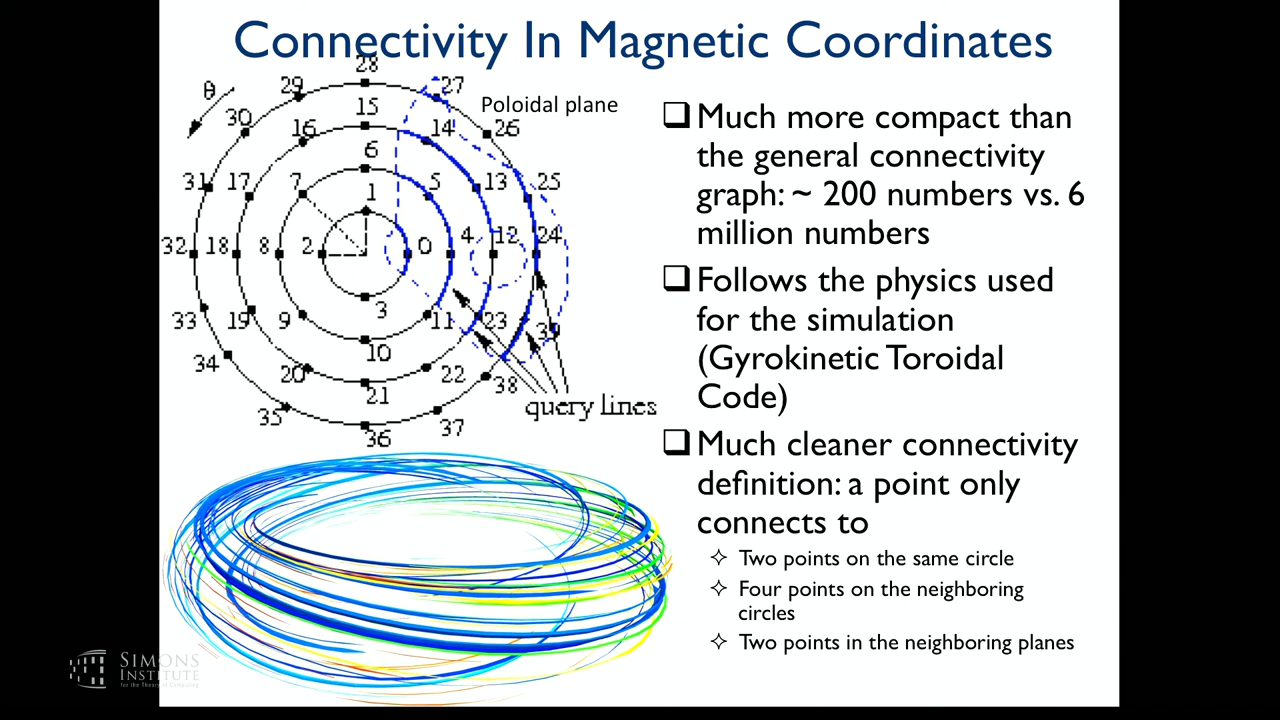 Connectivity In Magnetic Coordinates
28
29
27
θ
Poloidal plane
30
15
26
16
14
6
31
17
7
5
13
25
1
32
18
8
2
0
4
12
24
3
33
19
9
11
23
39
10
34
20
22
38
21
35
query lines
36
37
❑ Much more compact than
the general connectivity
graph: ~ 200 numbers vs. 6
million numbers
❑ Follows the physics used
for the simulation
(Gyrokinetic Toroidal
Code)
❑ Much cleaner connectivity
definition: a point only
connects to
✧ Two points on the same circle
✧ Four points on the neighboring
circles
✧ Two points in the neighboring planes
SIMONS
INSTITUTE
for the Theory of Computing